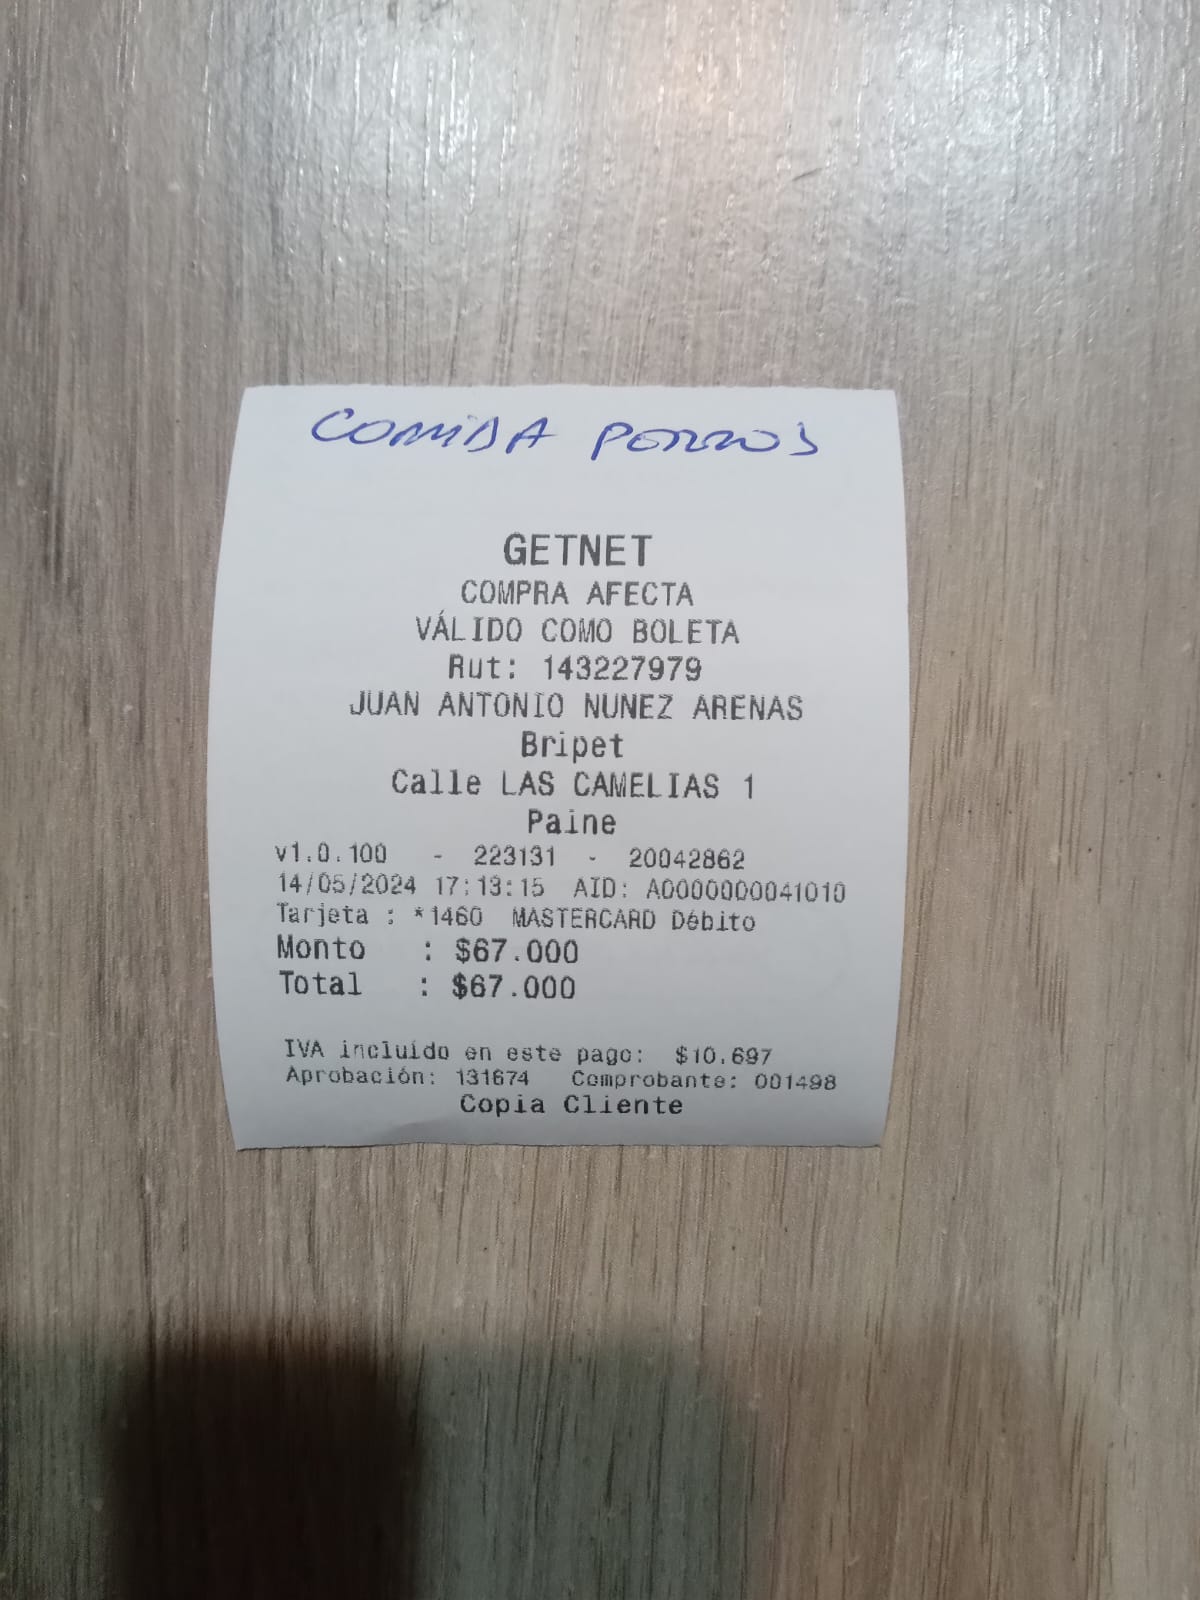 COMIDA PERROS
GETNET
COMPRA AFECTA
VÁLIDO COMO BOLETA
Rut: 143227979
JUAN ANTONIO NUNEZ ARENAS
Bripet
Calle LAS CAMELIAS 1
Paine
v1.0.100 - 223131 - 20042862
14/05/2024 17:13:15 AID: A0000000041010
Tarjeta : *1460 MASTERCARD Débito
Monto : $67.000
Total : $67.000
IVA incluído en este pago: $10.697
Aprobación: 131674 Comprobante: 001498
Copia Cliente